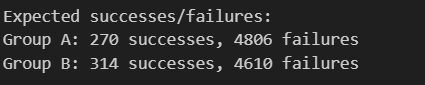 Expected successes/failures:
Group A: 270 successes, 4806 failures
Group B: 314 successes, 4610 failures